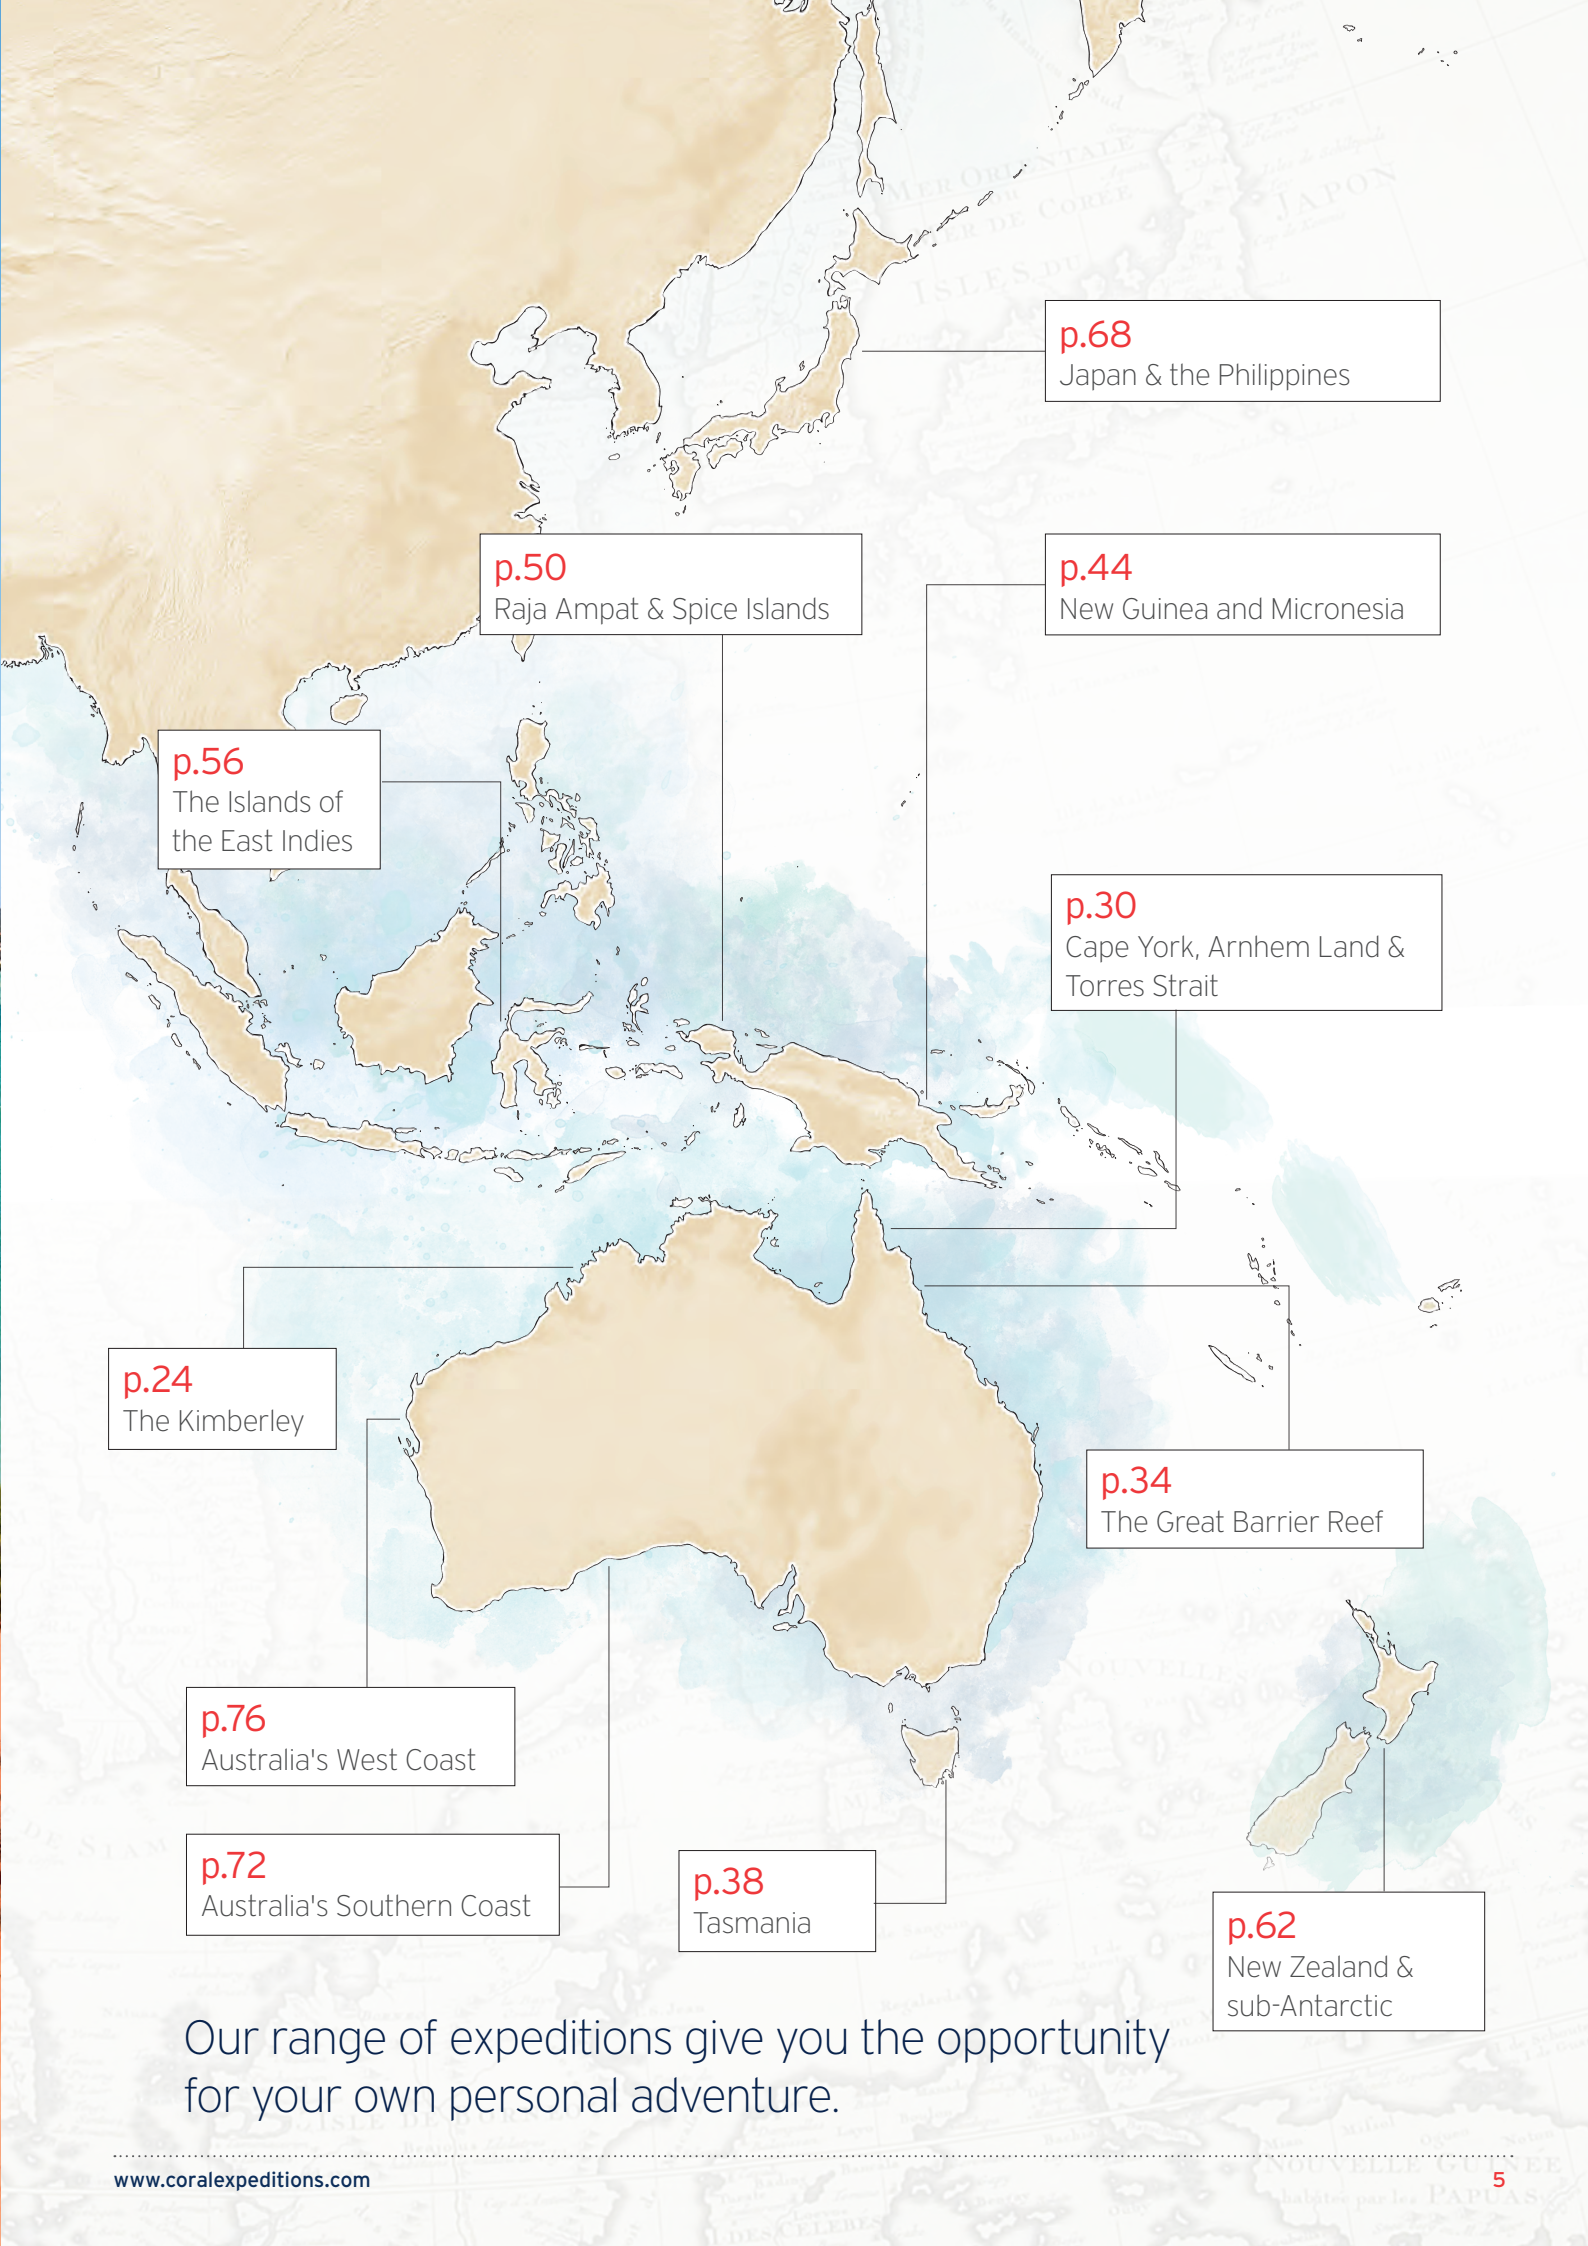 p.68
Japan & the Philippines
p.50
Raja Ampat & Spice Islands
p.44
New Guinea and Micronesia
p.56
The Islands of
the East Indies
p.30
Cape York, Arnhem Land &
Torres Strait
p.24
The Kimberley
p.34
The Great Barrier Reef
p.76
Australia's West Coast
p.72
Australia's Southern Coast
p.38
Tasmania
p.62
New Zealand &
sub-Antarctic
Our range of expeditions give you the opportunity
for your own personal adventure.
www.coralexpeditions.com
5